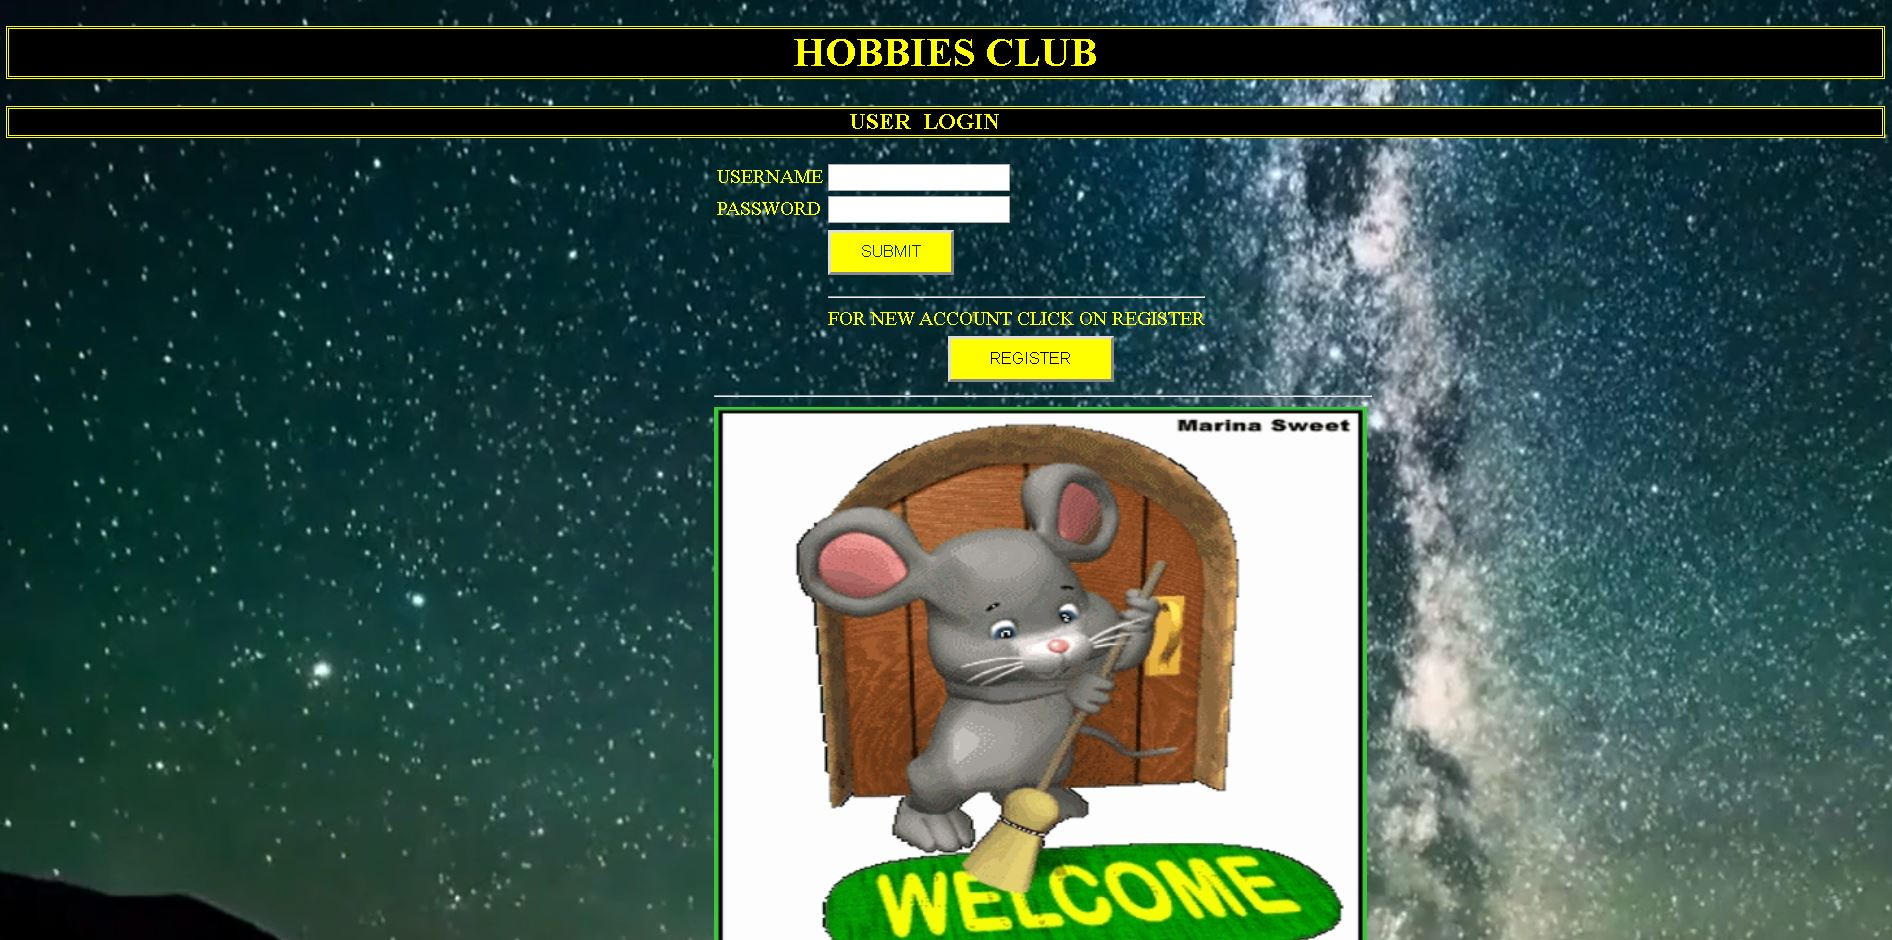 HOBBIES CLUB
USER LOGIN
USERNAME
PASSWORD
SUBMIT
FOR NEW ACCOUNT CLICK ON REGISTER
REGISTER
Marina Sweet
WELCOME